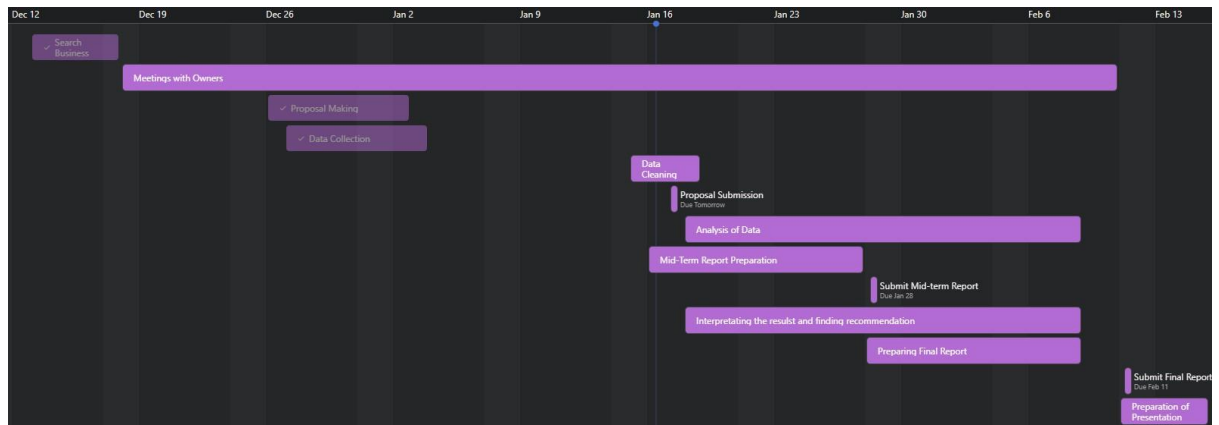 Dec 12 Dec 19 Dec 26 Jan 2 Jan 9 Jan 16 Jan 23 Jan 30 Feb 6 Feb 13
Search
Business
Meetings with Owners
Proposal Making
Data Collection
Data
Cleaning
Proposal Submission
Due Tomorrow
Analysis of Data
Mid-Term Report Preparation
Submit Mid-term Report
Due Jan 28
Interpretating the resulst and finding recommendation
Preparing Final Report
Submit Final Report
Due Feb 11
Preparation of
Presentation